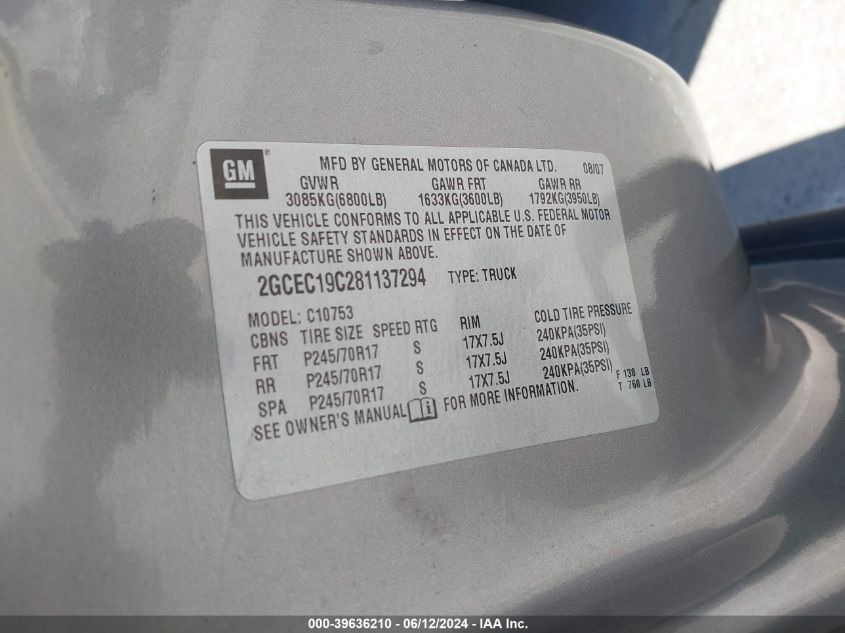 GM ® MFD BY GENERAL MOTORS OF CANADA LTD. 08/07
GVWR GAWR FRT GAWR RR
3085KG(6800LB) 1633KG(3600LB) 1792KG(3950LB)
THIS VEHICLE CONFORMS TO ALL APPLICABLE U.S. FEDERAL MOTOR
VEHICLE SAFETY STANDARDS IN EFFECT ON THE DATE OF
MANUFACTURE SHOWN ABOVE.
2GCEC19C281137294 TYPE: TRUCK
MODEL: C10753
CBNS TIRE SIZE SPEED RTG RIM COLD TIRE PRESSURE
FRT P245/70R17 S 17X7.5J 240KPA(35PSI)
RR P245/70R17 S 17X7.5J 240KPA(35PSI)
SPA P245/70R17 S 17X7.5J 240KPA(35PSI) F 138 LB
SEE OWNER'S MANUAL i FOR MORE INFORMATION. T 760 LB
000-39636210 - 06/12/2024 - IAA Inc.